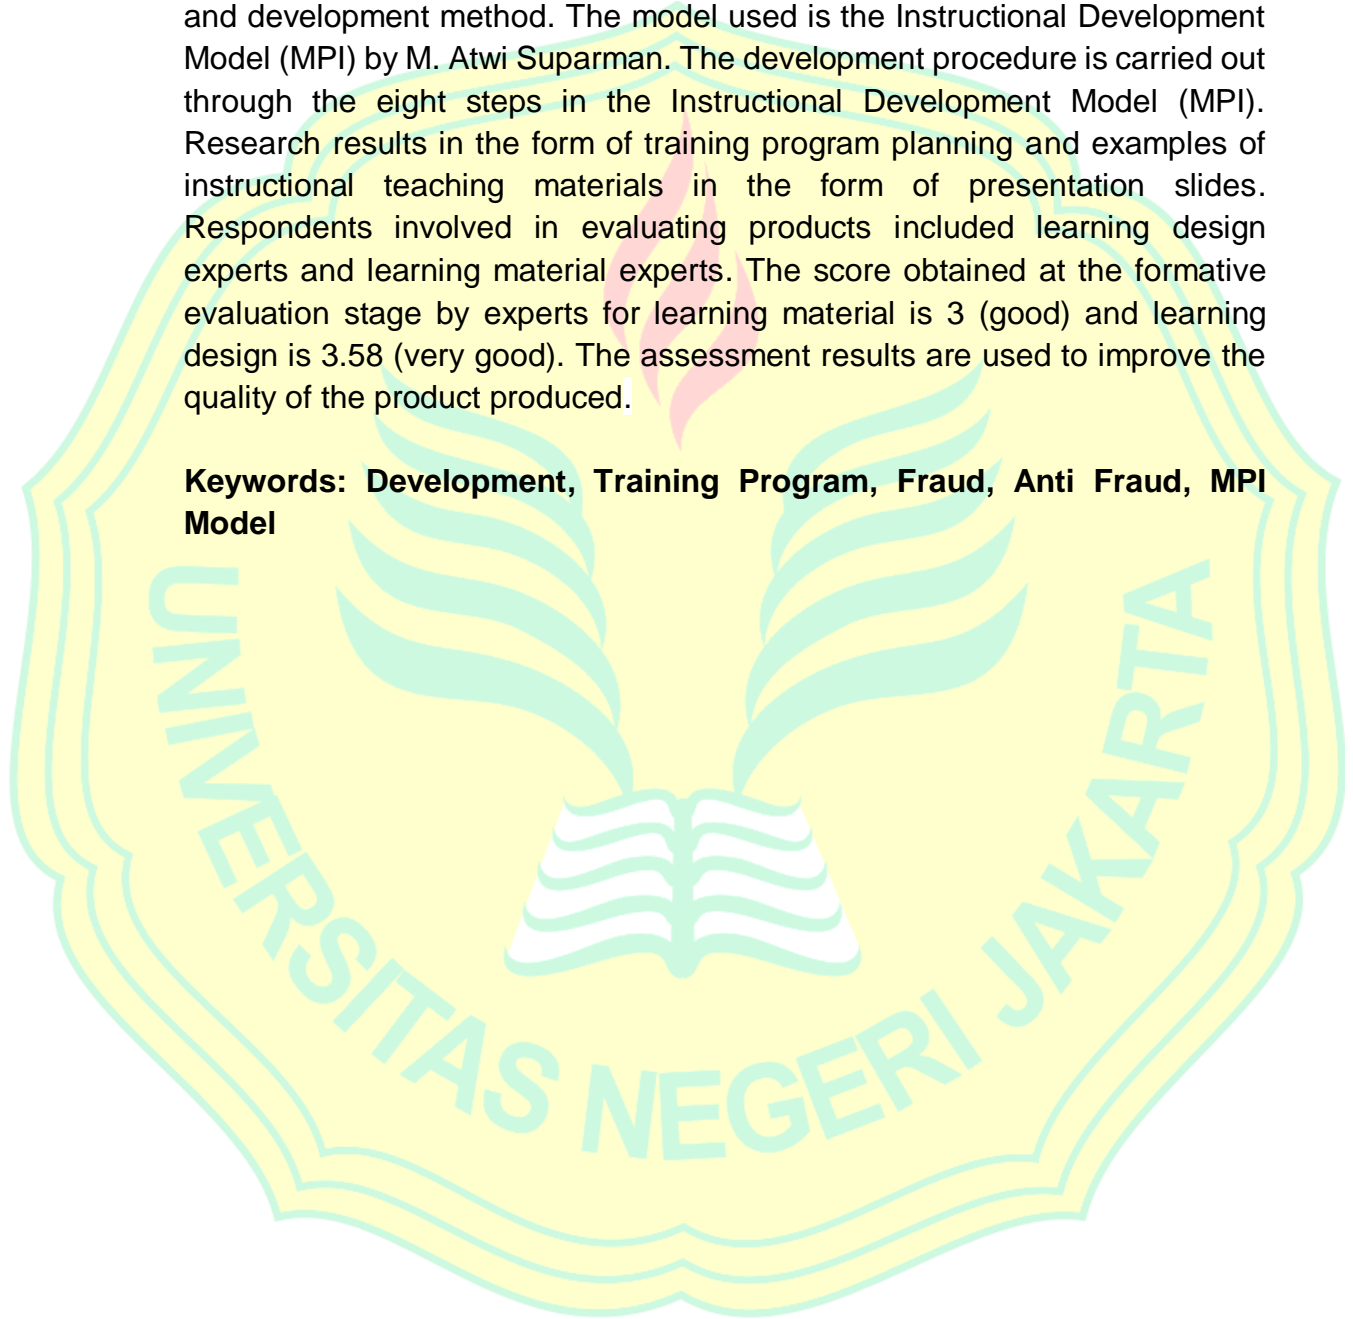 and development method. The model used is the Instructional Development
Model (MPI) by M. Atwi Suparman. The development procedure is carried out
through the eight steps in the Instructional Development Model (MPI).
Research results in the form of training program planning and examples of
instructional teaching materials in the form of presentation slides.
Respondents involved in evaluating products included learning design
experts and learning material experts. The score obtained at the formative
evaluation stage by experts for learning material is 3 (good) and learning
design is 3.58 (very good). The assessment results are used to improve the
quality of the product produced.
Keywords: Development, Training Program, Fraud, Anti Fraud, MPI
Model
UNIVERSITAS NEGERI JAKARTA